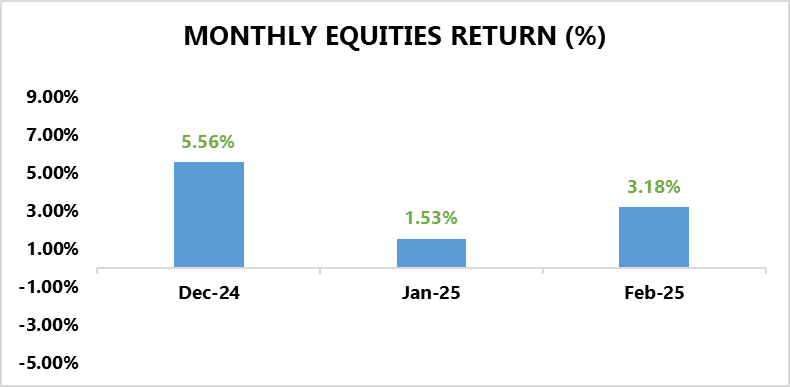 MONTHLY EQUITIES RETURN (%)
9.00%
7.00%
5.00%
3.00%
1.00%
-1.00%
-3.00%
-5.00%
5.56%
1.53%
3.18%
Dec-24
Jan-25
Feb-25